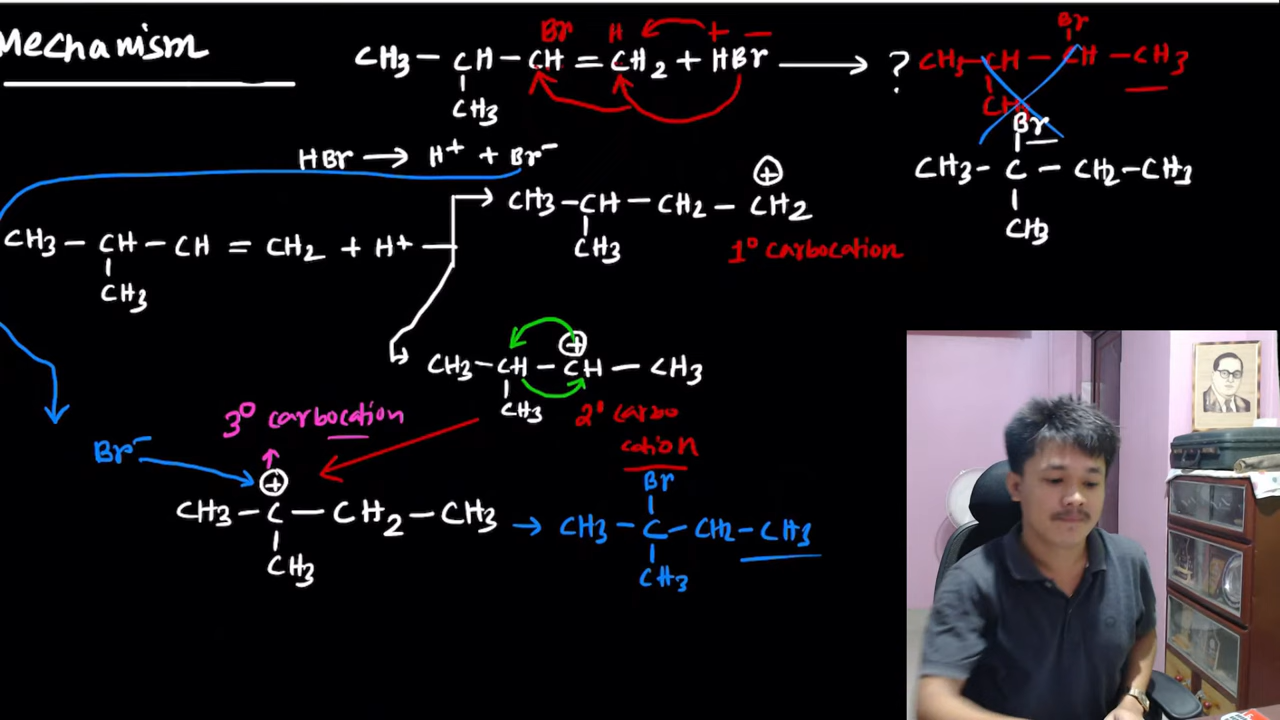 Mechanism
Br H + −
CH3 − CH − CH = CH2 + HBr ⟶ ?
CH3
Br
CH3 − CH − CH − CH3
CH3
Br
CH3 − C − CH2 − CH3
CH3
HBr ⟶ H+ + Br−
⊕
CH3 − CH − CH2 − CH2
CH3
1° carbocation
CH3 − CH − CH = CH2 + H+
CH3
⊕
CH3 − CH − CH − CH3
CH3
2° carbo
cation
3° carbocation
Br−
⊕
CH3 − C − CH2 − CH3
CH3
→
Br
CH3 − C − CH2 − CH3
CH3